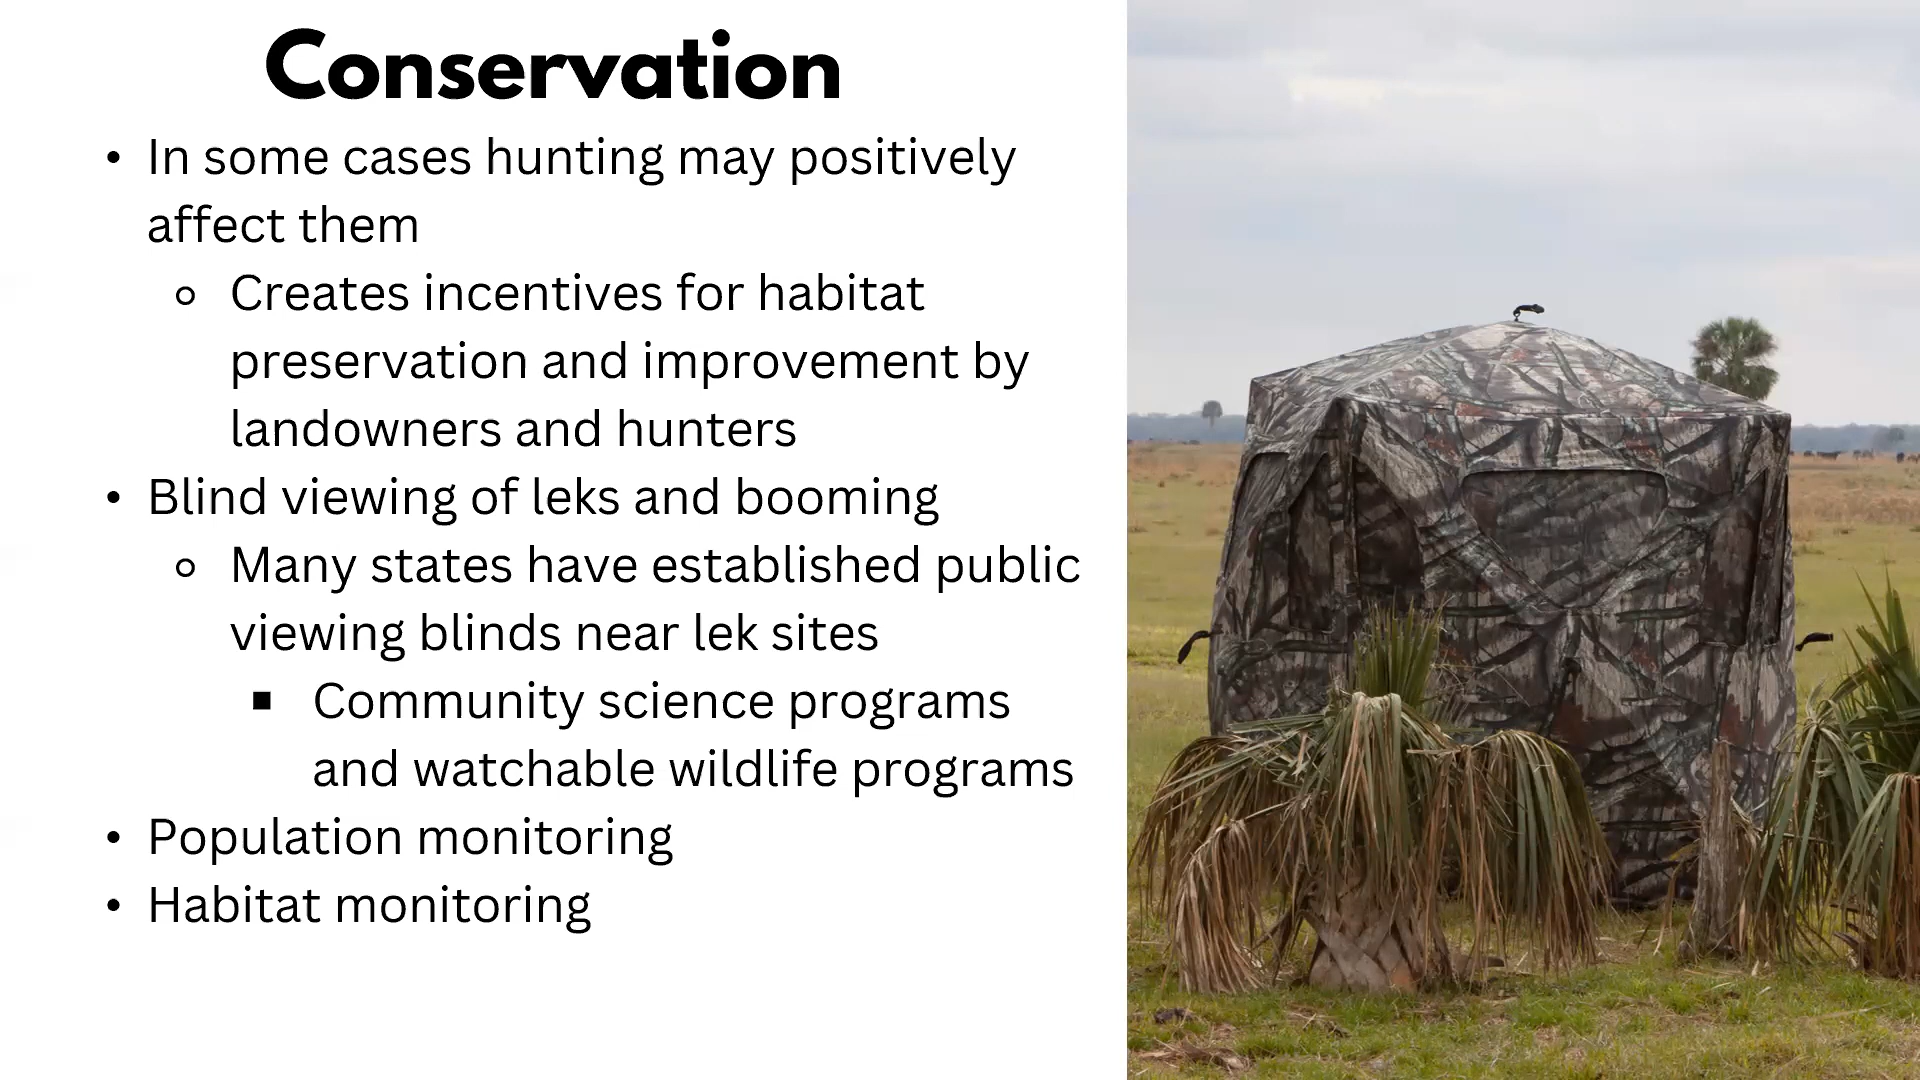 Conservation
• In some cases hunting may positively
affect them
◦ Creates incentives for habitat
preservation and improvement by
landowners and hunters
• Blind viewing of leks and booming
◦ Many states have established public
viewing blinds near lek sites
▪ Community science programs
and watchable wildlife programs
• Population monitoring
• Habitat monitoring